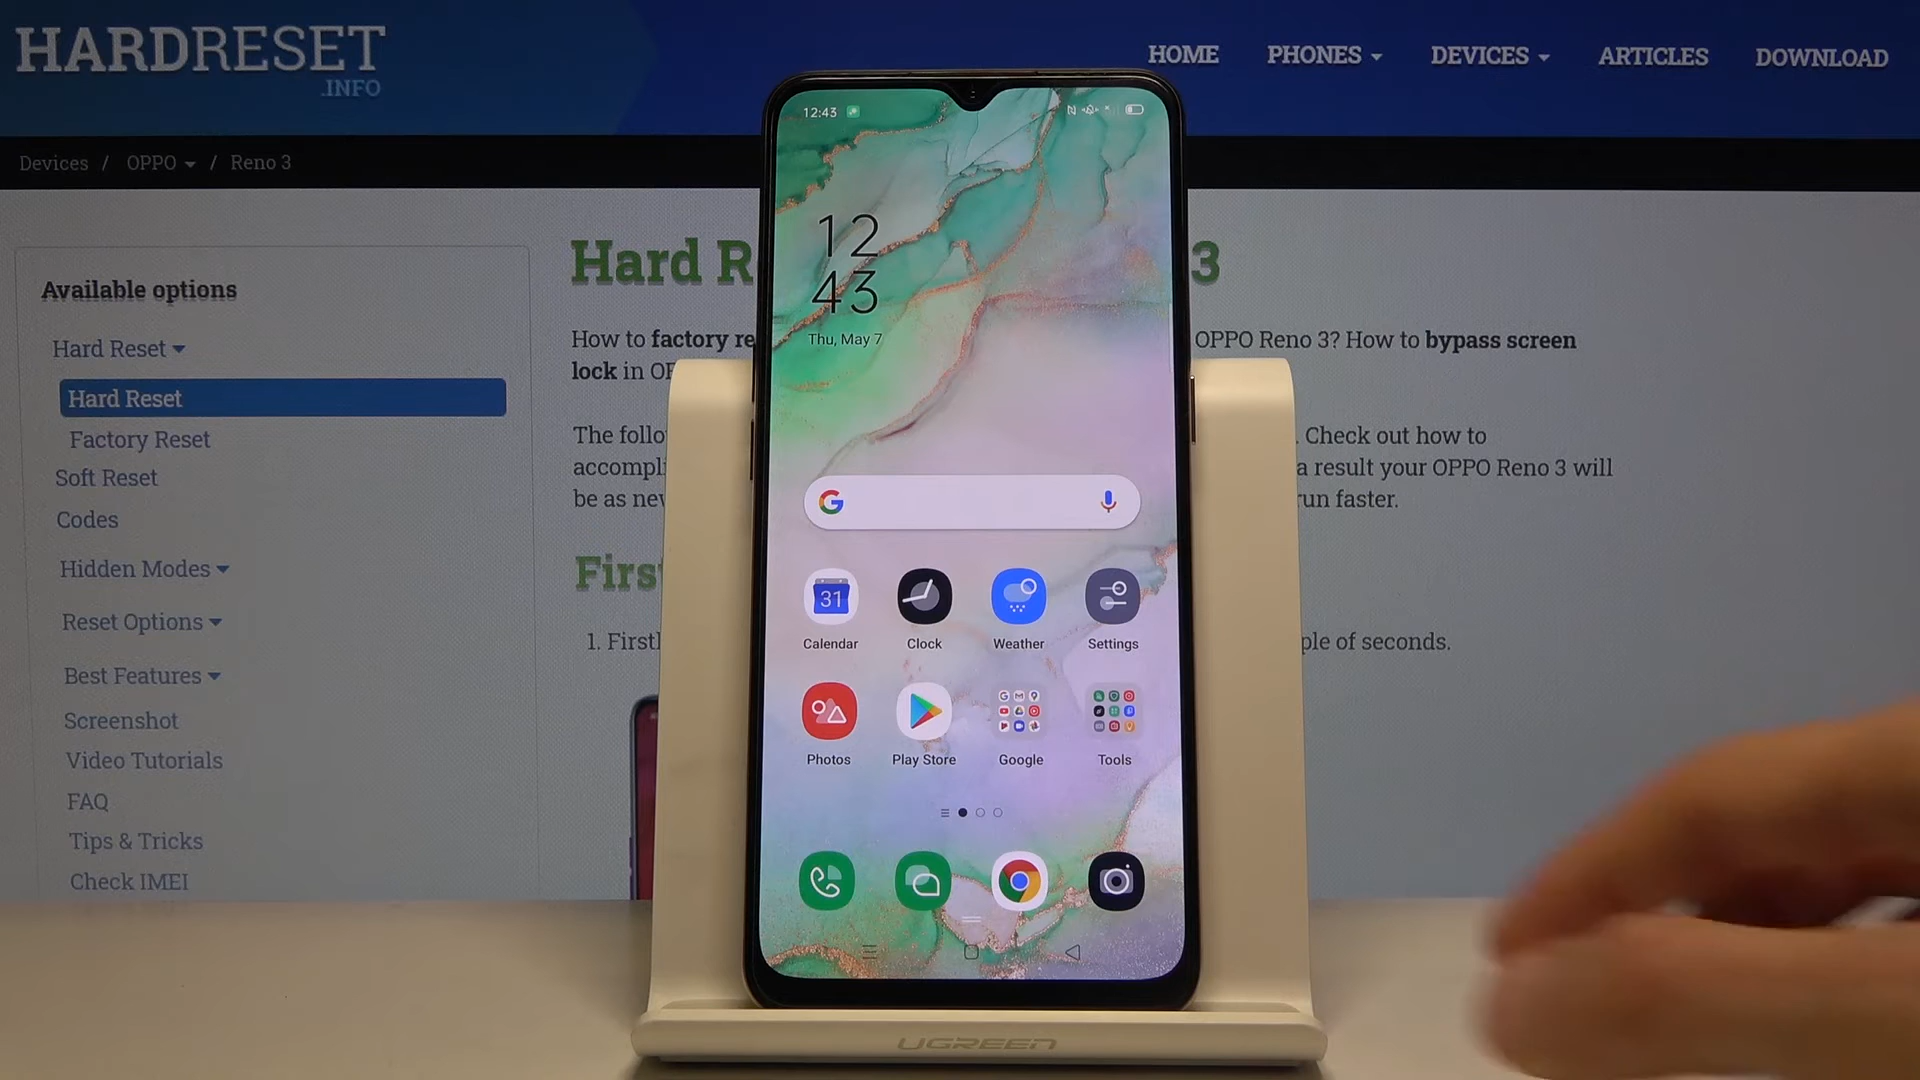 HARDRESET
.INFO
HOME PHONES DEVICES ARTICLES DOWNLOAD
Devices / OPPO / Reno 3
Available options
Hard Reset
Hard Reset
Factory Reset
Soft Reset
Codes
Hidden Modes
Reset Options
Best Features
Screenshot
Video Tutorials
FAQ
Tips & Tricks
Check IMEI
Hard R 3
How to factory re OPPO Reno 3? How to bypass screen
lock in OP
The follo . Check out how to
accompl a result your OPPO Reno 3 will
be as new run faster.
First
1. Firstl ple of seconds.
12:43
12
43
Thu, May 7
G
31
Calendar Clock Weather Settings
Photos Play Store Google Tools
UGREEN